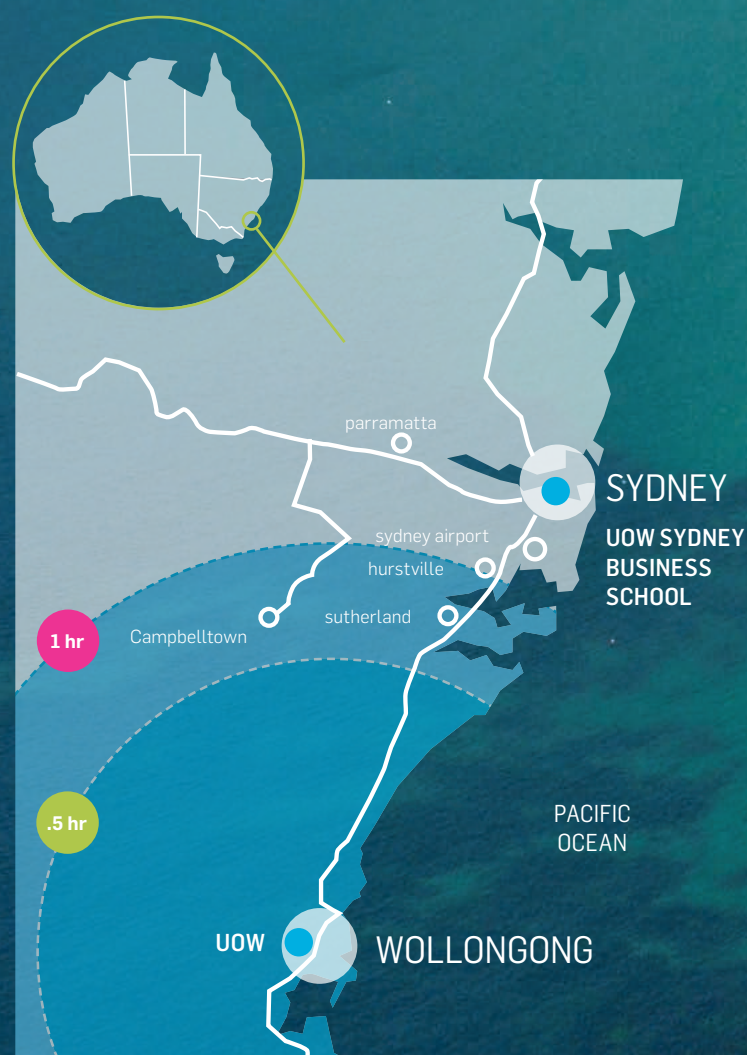 parramatta
SYDNEY
sydney airport
UOW SYDNEY
BUSINESS
SCHOOL
hurstville
sutherland
Campbelltown
1 hr
.5 hr
PACIFIC
OCEAN
UOW
WOLLONGONG